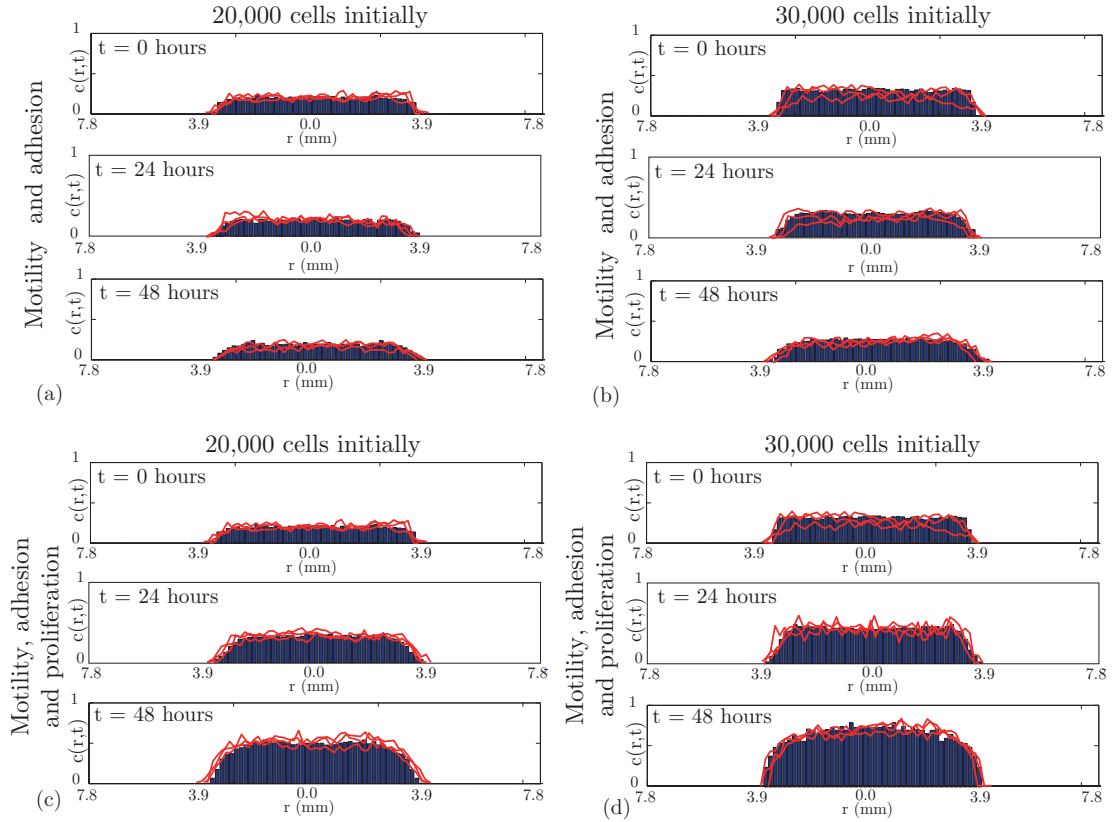 20,000 cells initially
Motility and adhesion
1
c(r,t)
0
t = 0 hours
7.8 3.9 0.0 3.9 7.8
r (mm)
1
c(r,t)
0
t = 24 hours
7.8 3.9 0.0 3.9 7.8
r (mm)
1
c(r,t)
0
t = 48 hours
7.8 3.9 0.0 3.9 7.8
r (mm)
(a)
30,000 cells initially
Motility and adhesion
1
c(r,t)
0
t = 0 hours
7.8 3.9 0.0 3.9 7.8
r (mm)
1
c(r,t)
0
t = 24 hours
7.8 3.9 0.0 3.9 7.8
r (mm)
1
c(r,t)
0
t = 48 hours
7.8 3.9 0.0 3.9 7.8
r (mm)
(b)
20,000 cells initially
Motility, adhesion
and proliferation
1
c(r,t)
0
t = 0 hours
7.8 3.9 0.0 3.9 7.8
r (mm)
1
c(r,t)
0
t = 24 hours
7.8 3.9 0.0 3.9 7.8
r (mm)
1
c(r,t)
0
t = 48 hours
7.8 3.9 0.0 3.9 7.8
r (mm)
(c)
30,000 cells initially
Motility, adhesion
and proliferation
1
c(r,t)
0
t = 0 hours
7.8 3.9 0.0 3.9 7.8
r (mm)
1
c(r,t)
0
t = 24 hours
7.8 3.9 0.0 3.9 7.8
r (mm)
1
c(r,t)
0
t = 48 hours
7.8 3.9 0.0 3.9 7.8
r (mm)
(d)